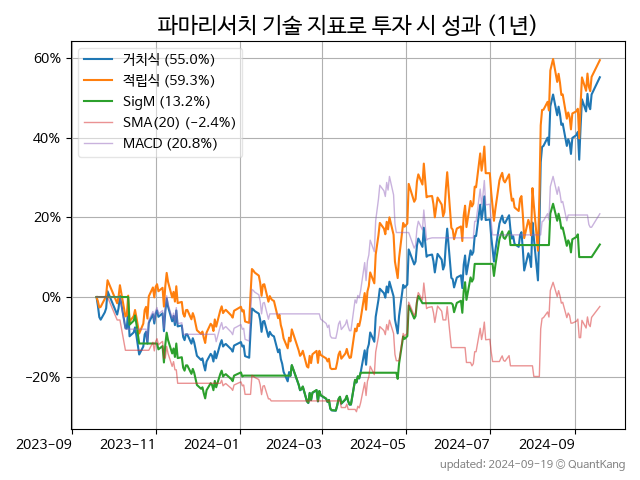 파마리서치 기술 지표로 투자 시 성과 (1년)
거치식 (55.0%)
적립식 (59.3%)
SigM (13.2%)
SMA(20) (−2.4%)
MACD (20.8%)
60%
40%
20%
0%
−20%
2023-09 2023-11 2024-01 2024-03 2024-05 2024-07 2024-09
updated: 2024-09-19 @ QuantKang